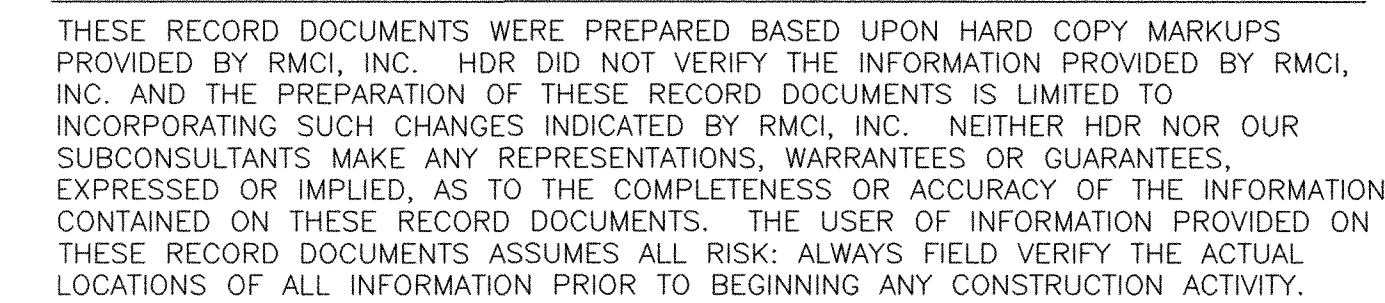 THESE RECORD DOCUMENTS WERE PREPARED BASED UPON HARD COPY MARKUPS
PROVIDED BY RMCI, INC.  HDR DID NOT VERIFY THE INFORMATION PROVIDED BY RMCI,
INC. AND THE PREPARATION OF THESE RECORD DOCUMENTS IS LIMITED TO
INCORPORATING SUCH CHANGES INDICATED BY RMCI, INC.  NEITHER HDR NOR OUR
SUBCONSULTANTS MAKE ANY REPRESENTATIONS, WARRANTEES OR GUARANTEES,
EXPRESSED OR IMPLIED, AS TO THE COMPLETENESS OR ACCURACY OF THE INFORMATION
CONTAINED ON THESE RECORD DOCUMENTS.  THE USER OF INFORMATION PROVIDED ON
THESE RECORD DOCUMENTS ASSUMES ALL RISK: ALWAYS FIELD VERIFY THE ACTUAL
LOCATIONS OF ALL INFORMATION PRIOR TO BEGINNING ANY CONSTRUCTION ACTIVITY.